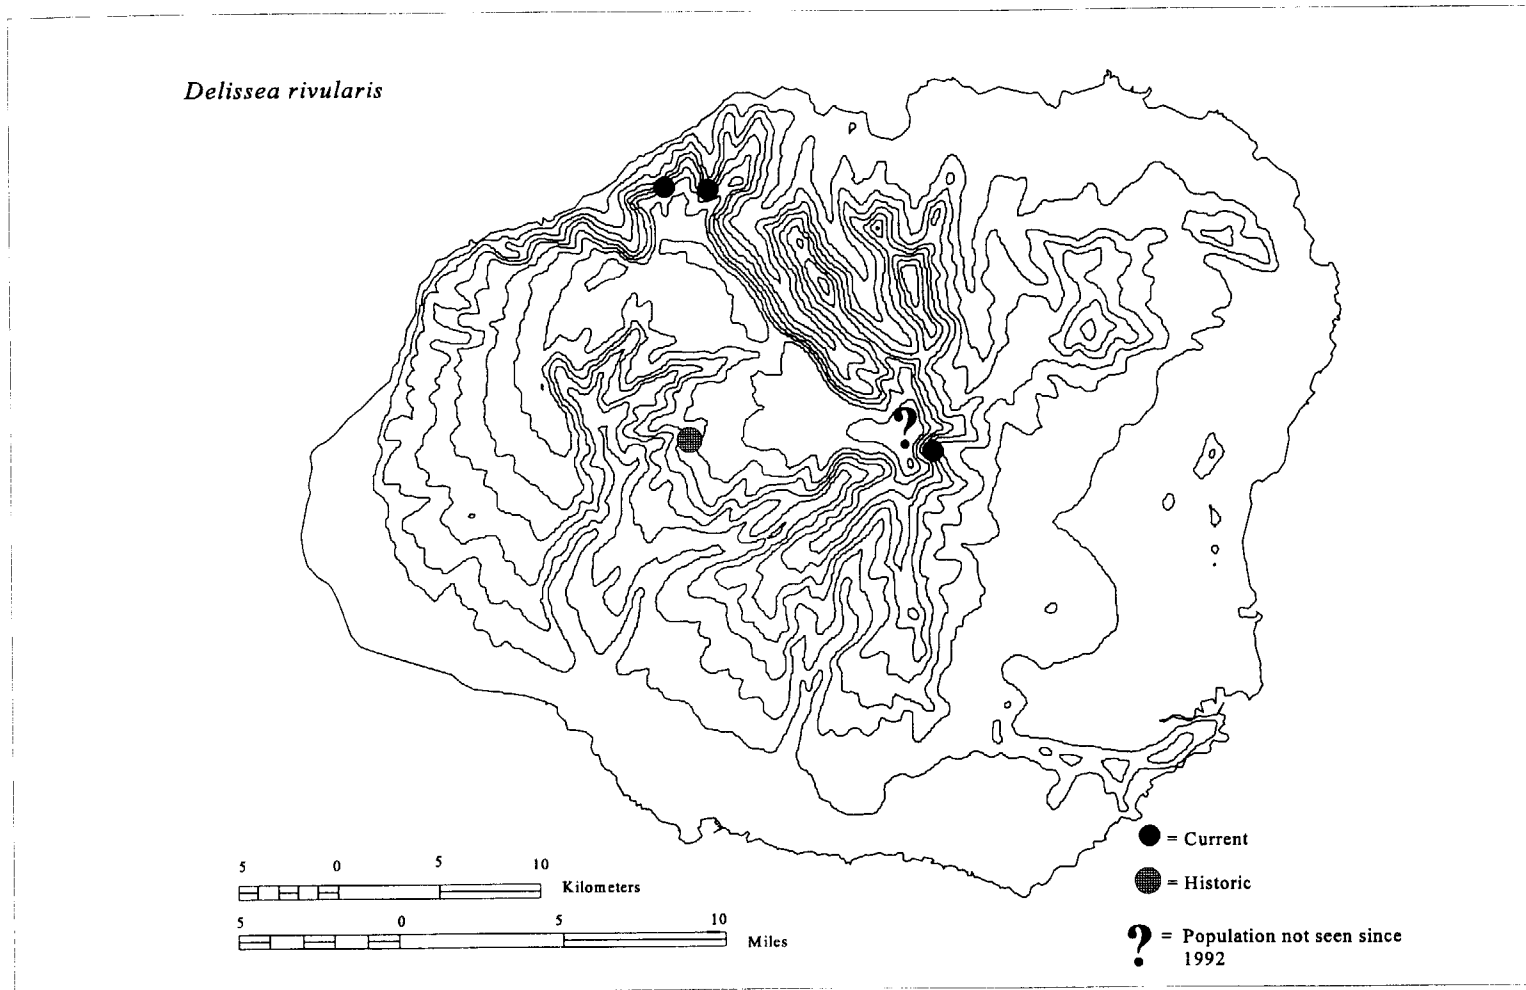 Delissea rivularis
5 0 5 10
Kilometers
5 0 5 10
Miles
?
= Current
= Historic
? = Population not seen since
1992